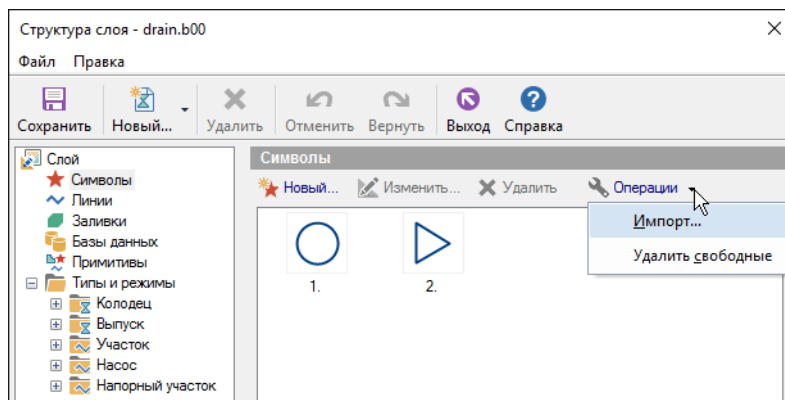 Структура слоя - drain.b00
Файл Правка
Сохранить Новый... Удалить Отменить Вернуть Выход Справка
Слой
Символы
Линии
Заливки
Базы данных
Примитивы
Типы и режимы
Колодец
Выпуск
Участок
Насос
Напорный участок
Символы
Новый... Изменить... Удалить Операции
Импорт...
Удалить свободные
1. 2.